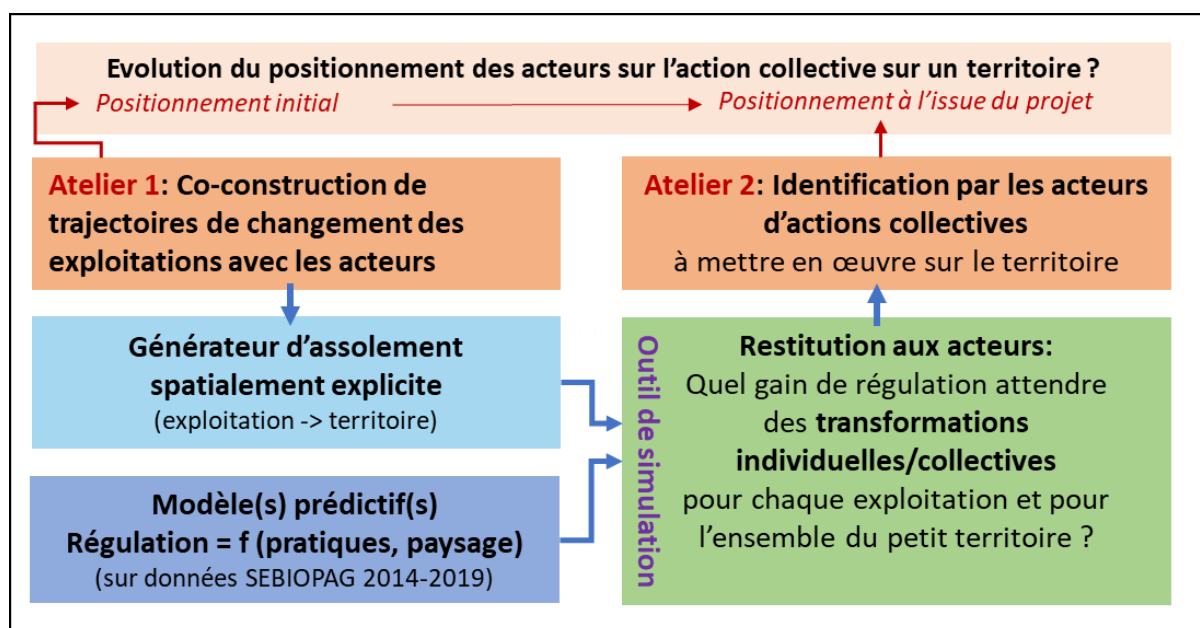 Evolution du positionnement des acteurs sur l’action collective sur un territoire ?
Positionnement initial
Positionnement à l’issue du projet
Atelier 1: Co-construction de
trajectoires de changement des
exploitations avec les acteurs
Atelier 2: Identification par les acteurs
d’actions collectives
à mettre en œuvre sur le territoire
Générateur d’assolement
spatialement explicite
(exploitation -> territoire)
Modèle(s) prédictif(s)
Régulation = f (pratiques, paysage)
(sur données SEBIOPAG 2014-2019)
Outil de simulation
Restitution aux acteurs:
Quel gain de régulation attendre
des transformations
individuelles/collectives
pour chaque exploitation et pour
l’ensemble du petit territoire ?